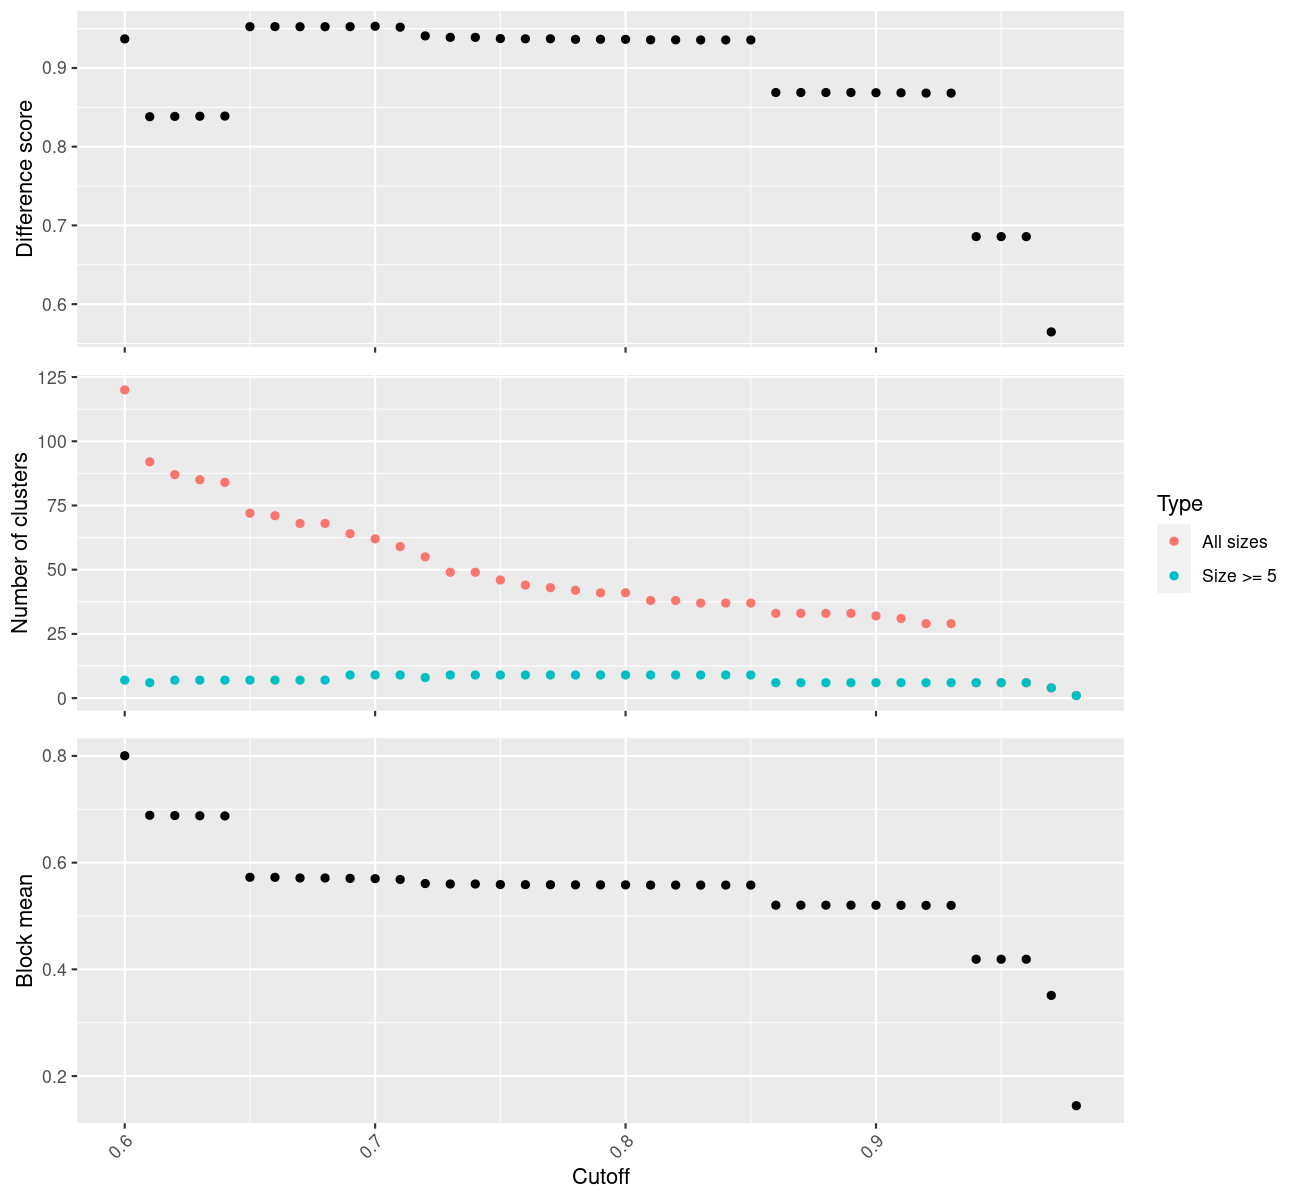 Difference score
0.9
0.8
0.7
0.6
Number of clusters
125
100
75
50
25
0
Type
All sizes
Size >= 5
Block mean
0.8
0.6
0.4
0.2
0.6
0.7
0.8
0.9
Cutoff